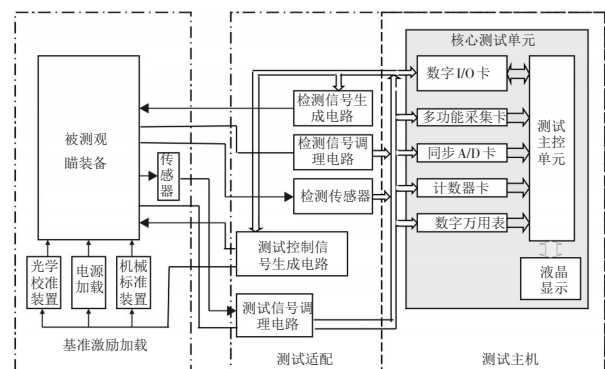 核心测试单元
数字I/O卡
检测信号生
成电路
被测观
瞄装备
多功能采集卡
测试
主控
单元
传
感
器
检测信号调
理电路
同步A/D卡
检测传感器
计数器卡
数字万用表
测试控制信
号生成电路
光学
校准
装置
电源
加载
机械
标准
装置
液晶
显示
测试信号调
理电路
基准激励加载
测试适配
测试主机